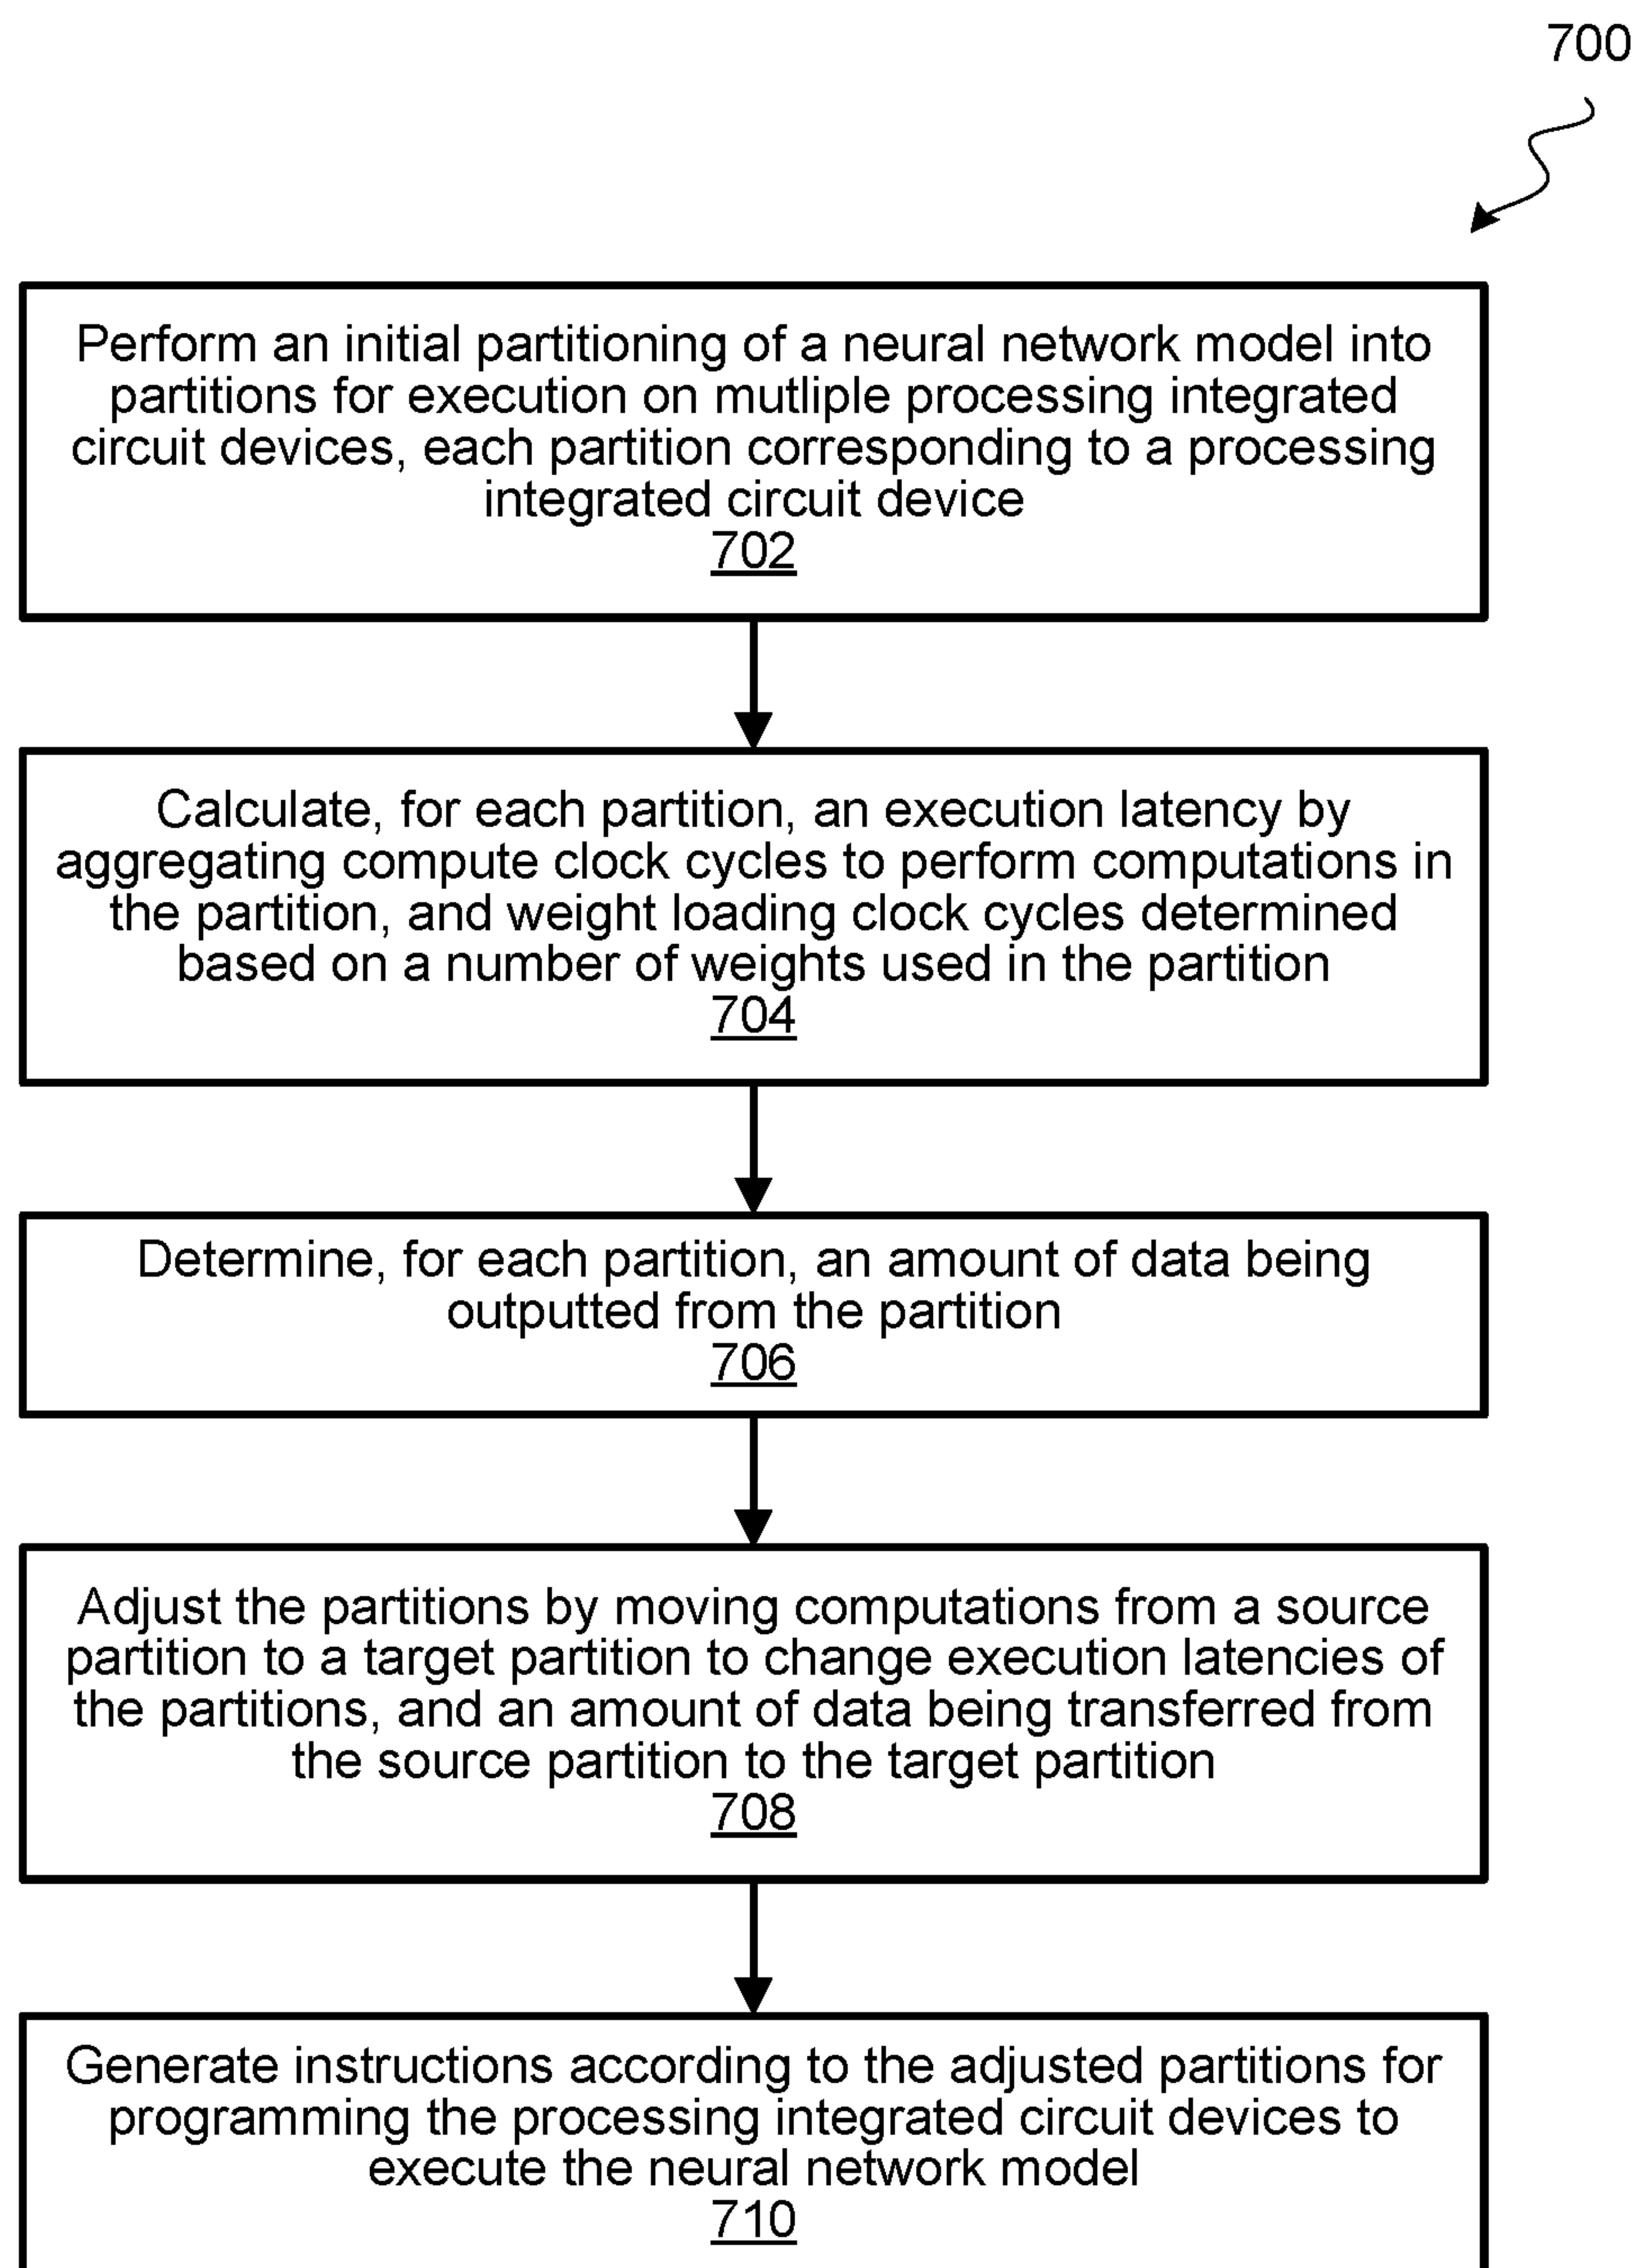 700
Perform an initial partitioning of a neural network model into
partitions for execution on mutliple processing integrated
circuit devices, each partition corresponding to a processing
integrated circuit device
702
Calculate, for each partition, an execution latency by
aggregating compute clock cycles to perform computations in
the partition, and weight loading clock cycles determined
based on a number of weights used in the partition
704
Determine, for each partition, an amount of data being
outputted from the partition
706
Adjust the partitions by moving computations from a source
partition to a target partition to change execution latencies of
the partitions, and an amount of data being transferred from
the source partition to the target partition
708
Generate instructions according to the adjusted partitions for
programming the processing integrated circuit devices to
execute the neural network model
710